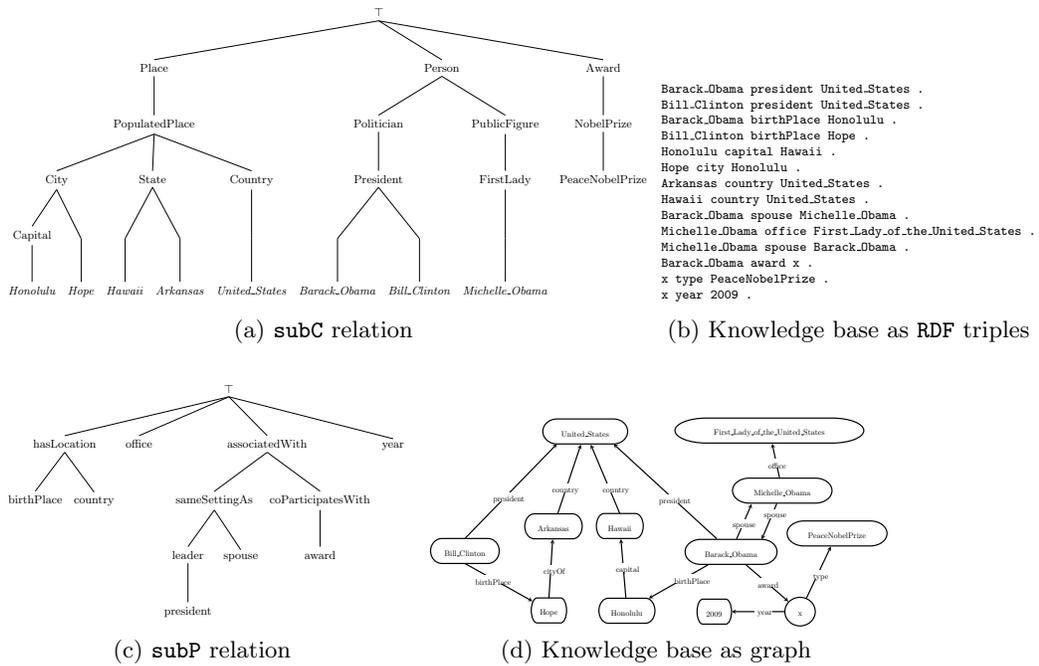 ⊤
Place Person Award
PopulatedPlace Politician PublicFigure NobelPrize
City State Country President FirstLady PeaceNobelPrize
Capital
Honolulu Hope Hawaii Arkansas United_States Barack_Obama Bill_Clinton Michelle_Obama
(a) subC relation
Barack_Obama president United_States .
Bill_Clinton president United_States .
Barack_Obama birthPlace Honolulu .
Bill_Clinton birthPlace Hope .
Honolulu capital Hawaii .
Hope city Honolulu .
Arkansas country United_States .
Hawaii country United_States .
Barack_Obama spouse Michelle_Obama .
Michelle_Obama office First_Lady_of_the_United_States .
Michelle_Obama spouse Barack_Obama .
Barack_Obama award x .
x type PeaceNobelPrize .
x year 2009 .
(b) Knowledge base as RDF triples
⊤
hasLocation office associatedWith year
birthPlace country sameSettingAs coParticipatesWith
leader spouse award
president
(c) subP relation
United_States First_Lady_of_the_United_States
office
president country country president Michelle_Obama
spouse spouse
Arkansas Hawaii PeaceNobelPrize
Bill_Clinton Barack_Obama
birthPlace cityOf capital birthPlace award type
Hope Honolulu 2009 year x
(d) Knowledge base as graph